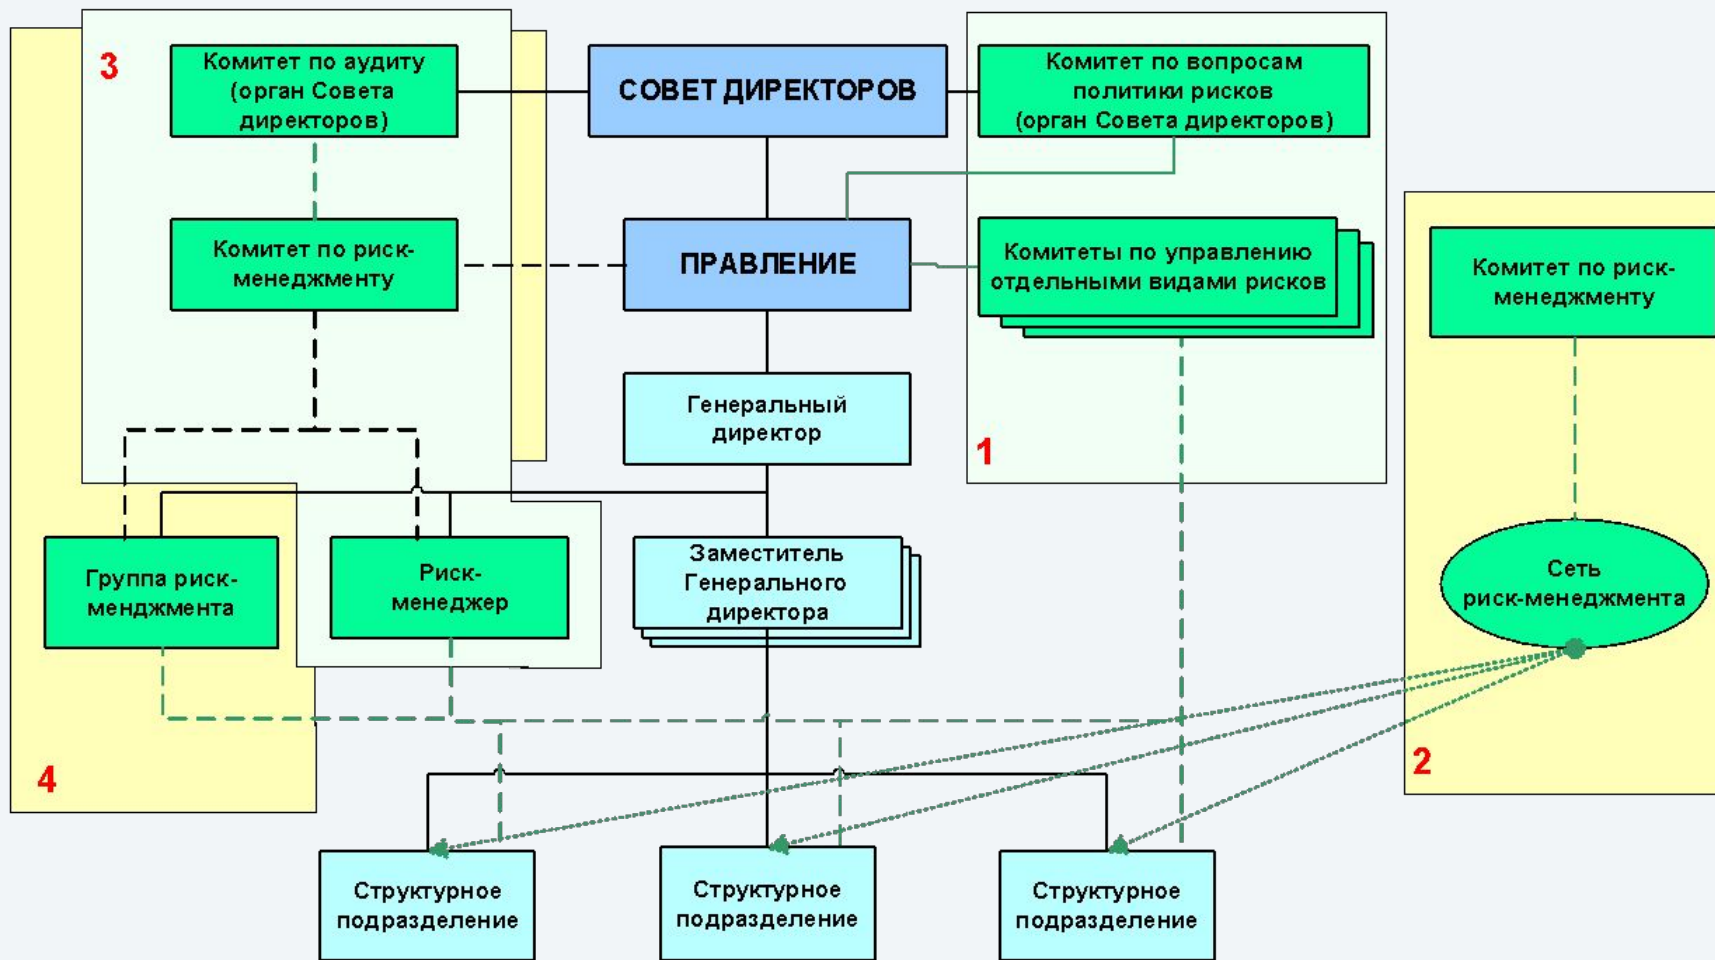 3
Комитет по аудиту
(орган Совета
директоров)
СОВЕТ ДИРЕКТОРОВ
Комитет по вопросам
политики рисков
(орган Совета директоров)
Комитет по риск-
менеджменту
ПРАВЛЕНИЕ
Комитеты по управлению
отдельными видами рисков
Комитет по риск-
менеджменту
Генеральный
директор
1
Группа риск-
менджмента
Риск-
менеджер
Заместитель
Генерального
директора
Сеть
риск-менеджмента
4
2
Структурное
подразделение
Структурное
подразделение
Структурное
подразделение